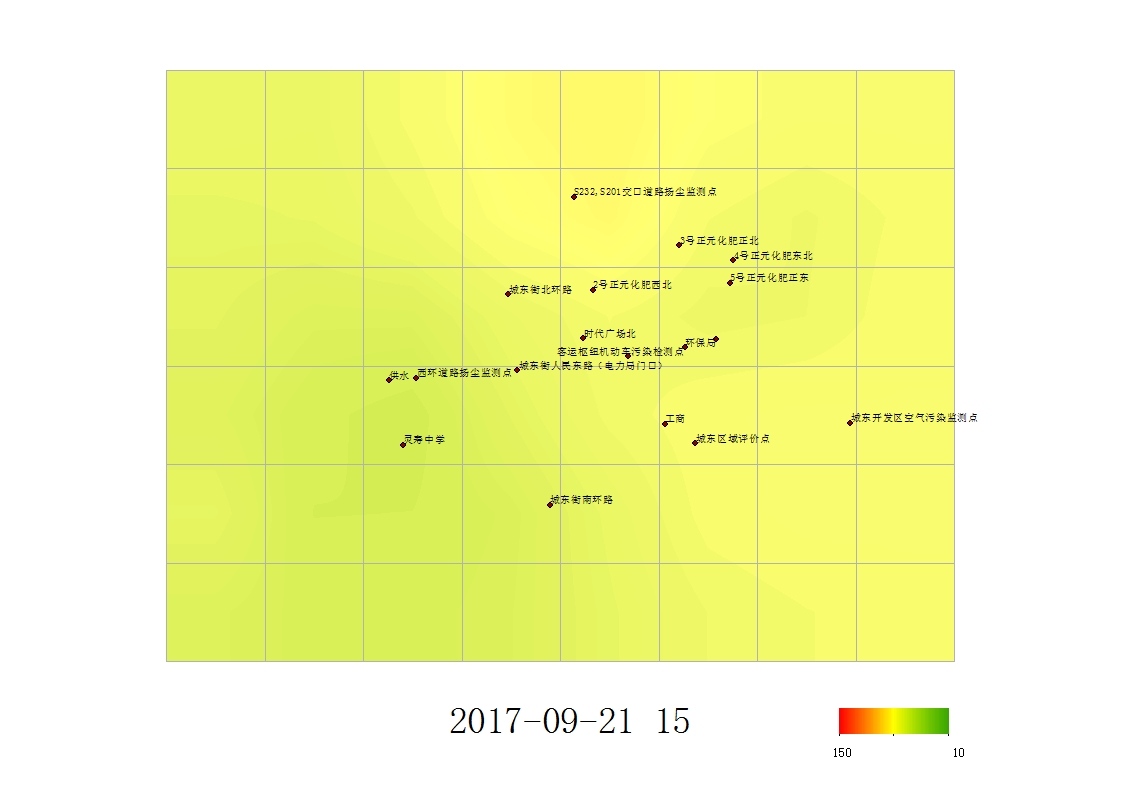 S232,S201交口道路扬尘监测点
3号正元化肥正北
4号正元化肥东北
5号正元化肥正东
2号正元化肥西北
城东街北环路
时代广场北
环保局
客运枢纽机动车污染检测点
城东街人民东路（电力局门口）
西环道路扬尘监测点
供水
工商
城东开发区空气污染监测点
城东区域评价点
灵寿中学
城东街南环路
2017-09-21 15
150
10